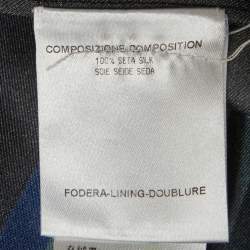 COMPOSIZIONE COMPOSITION
100% SETA SILK
SOIE SEIDE SEDA
FODERA-LINING-DOUBLURE